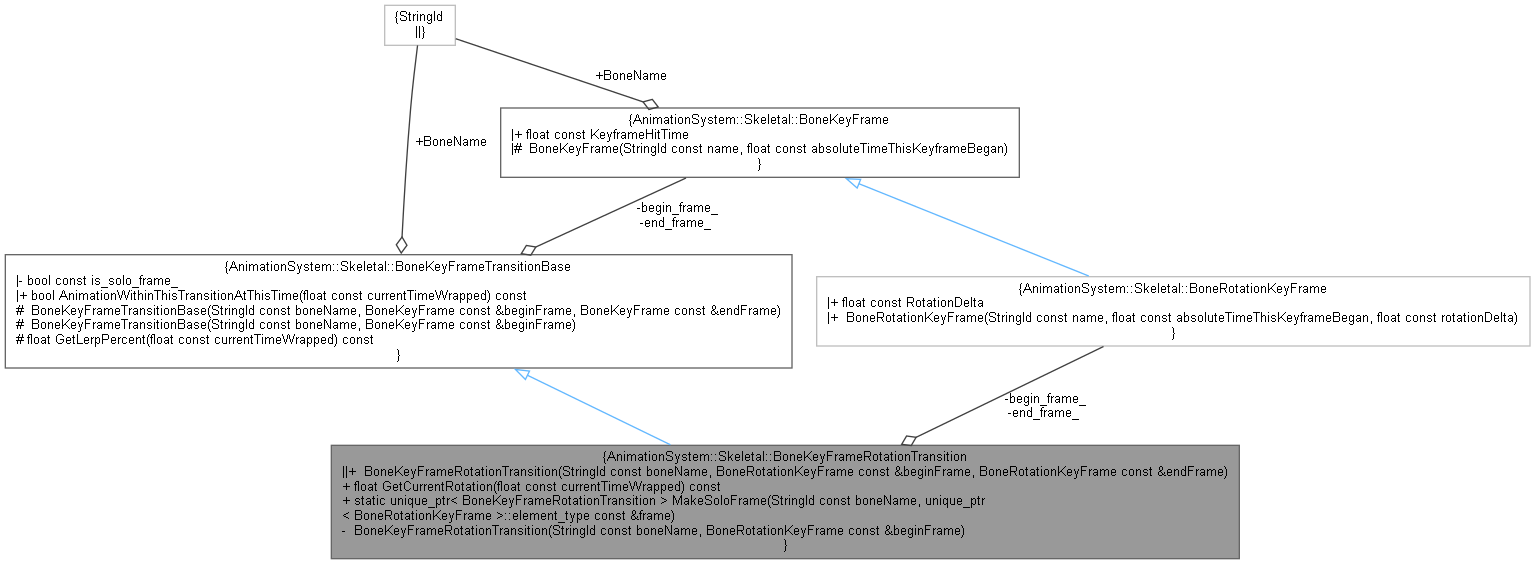 {StringId
||}
+BoneName
{AnimationSystem::Skeletal::BoneKeyFrame
|+ float const KeyframeHitTime
|#  BoneKeyFrame(StringId const name, float const absoluteTimeThisKeyframeBegan)
}
+BoneName
-begin_frame_
-end_frame_
{AnimationSystem::Skeletal::BoneKeyFrameTransitionBase
|- bool const is_solo_frame_
|+ bool AnimationWithinThisTransitionAtThisTime(float const currentTimeWrapped) const
#  BoneKeyFrameTransitionBase(StringId const boneName, BoneKeyFrame const &beginFrame, BoneKeyFrame const &endFrame)
#  BoneKeyFrameTransitionBase(StringId const boneName, BoneKeyFrame const &beginFrame)
# float GetLerpPercent(float const currentTimeWrapped) const
}
{AnimationSystem::Skeletal::BoneRotationKeyFrame
|+ float const RotationDelta
|+  BoneRotationKeyFrame(StringId const name, float const absoluteTimeThisKeyframeBegan, float const rotationDelta)
}
-begin_frame_
-end_frame_
{AnimationSystem::Skeletal::BoneKeyFrameRotationTransition
||+  BoneKeyFrameRotationTransition(StringId const boneName, BoneRotationKeyFrame const &beginFrame, BoneRotationKeyFrame const &endFrame)
+ float GetCurrentRotation(float const currentTimeWrapped) const
+ static unique_ptr< BoneKeyFrameRotationTransition > MakeSoloFrame(StringId const boneName, unique_ptr
< BoneRotationKeyFrame >::element_type const &frame)
-  BoneKeyFrameRotationTransition(StringId const boneName, BoneRotationKeyFrame const &beginFrame)
}